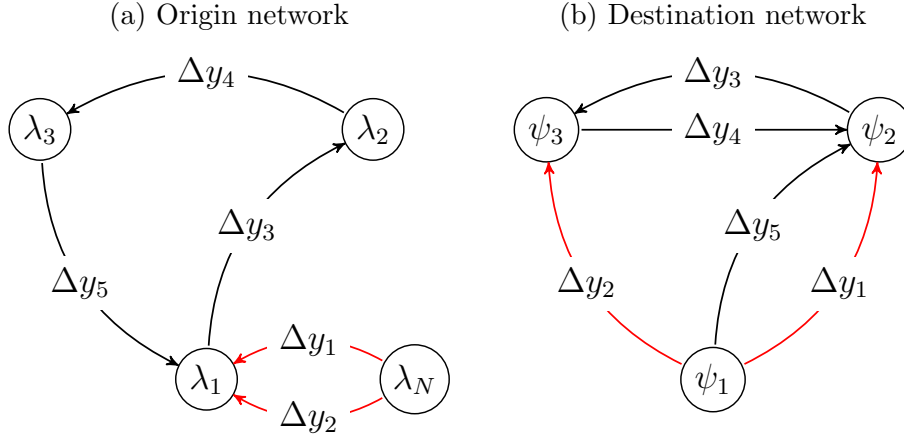 (a) Origin network
(b) Destination network
Δy₄
λ₃
λ₂
Δy₃
Δy₅
Δy₁
λ₁
λ_N
Δy₂
Δy₃
ψ₃
Δy₄
ψ₂
Δy₅
Δy₂
Δy₁
ψ₁